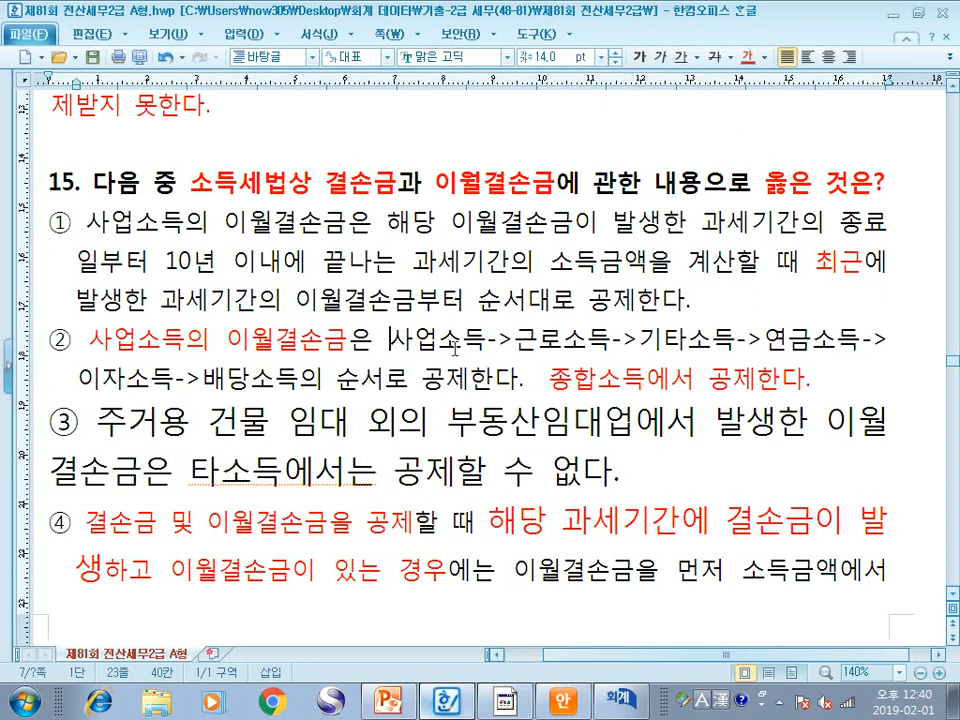 제81회 전산세무2급 A형.hwp [C:\Users\now305\Desktop\회계 데이타\기출-2급 세무(48-81)\제81회 전산세무2급\] - 한컴오피스 한글
파일(F) 편집(E) 보기(U) 입력(D) 서식(J) 쪽(W) 보안(B) 도구(K)
바탕글 대표 맑은 고딕 14.0 pt 가 가 가 가 가
제받지 못한다.
15. 다음 중 소득세법상 결손금과 이월결손금에 관한 내용으로 옳은 것은?
① 사업소득의 이월결손금은 해당 이월결손금이 발생한 과세기간의 종료
일부터 10년 이내에 끝나는 과세기간의 소득금액을 계산할 때 최근에
발생한 과세기간의 이월결손금부터 순서대로 공제한다.
② 사업소득의 이월결손금은 사업소득->근로소득->기타소득->연금소득->
이자소득->배당소득의 순서로 공제한다. 종합소득에서 공제한다.
③ 주거용 건물 임대 외의 부동산임대업에서 발생한 이월
결손금은 타소득에서는 공제할 수 없다.
④ 결손금 및 이월결손금을 공제할 때 해당 과세기간에 결손금이 발
생하고 이월결손금이 있는 경우에는 이월결손금을 먼저 소득금액에서
제81회 전산세무2급 A형
7/?쪽 1단 23줄 40칸 1/1 구역 삽입 140%
안 회계 A 漢 오후 12:40
2019-02-01